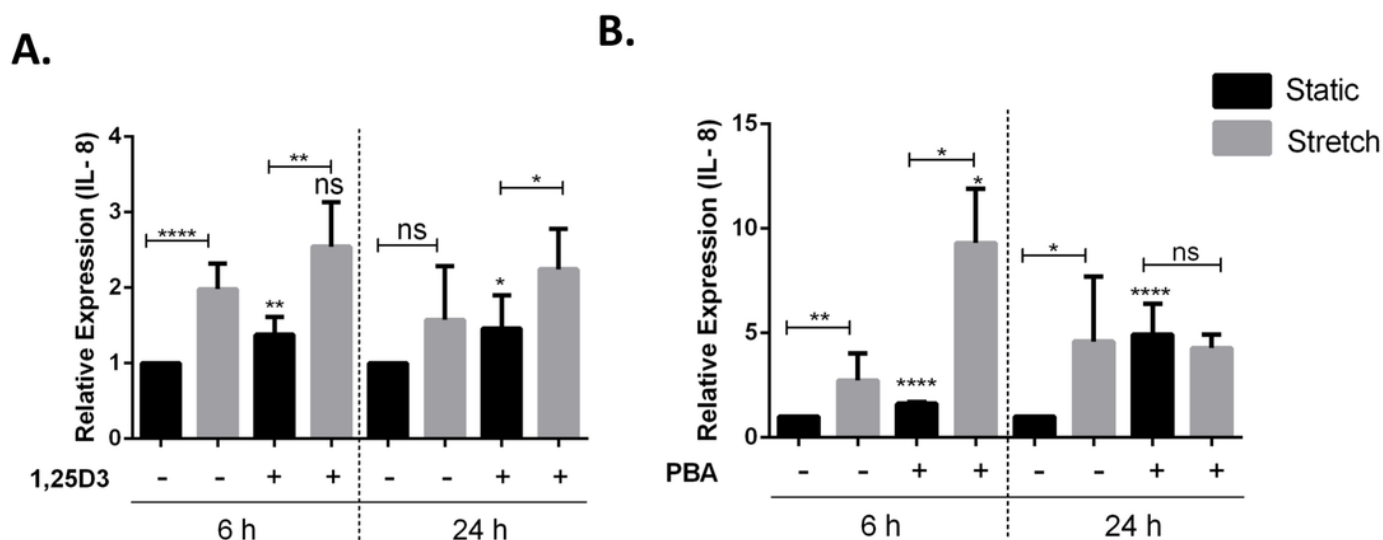 A.
Relative Expression (IL- 8)
4
3
2
1
0
****
**
**
ns
ns
*
*
1,25D3
- - + + - - + +
6 h
24 h
B.
Relative Expression (IL- 8)
15
10
5
0
**
****
*
*
*
****
ns
PBA
- - + + - - + +
6 h
24 h
Static
Stretch